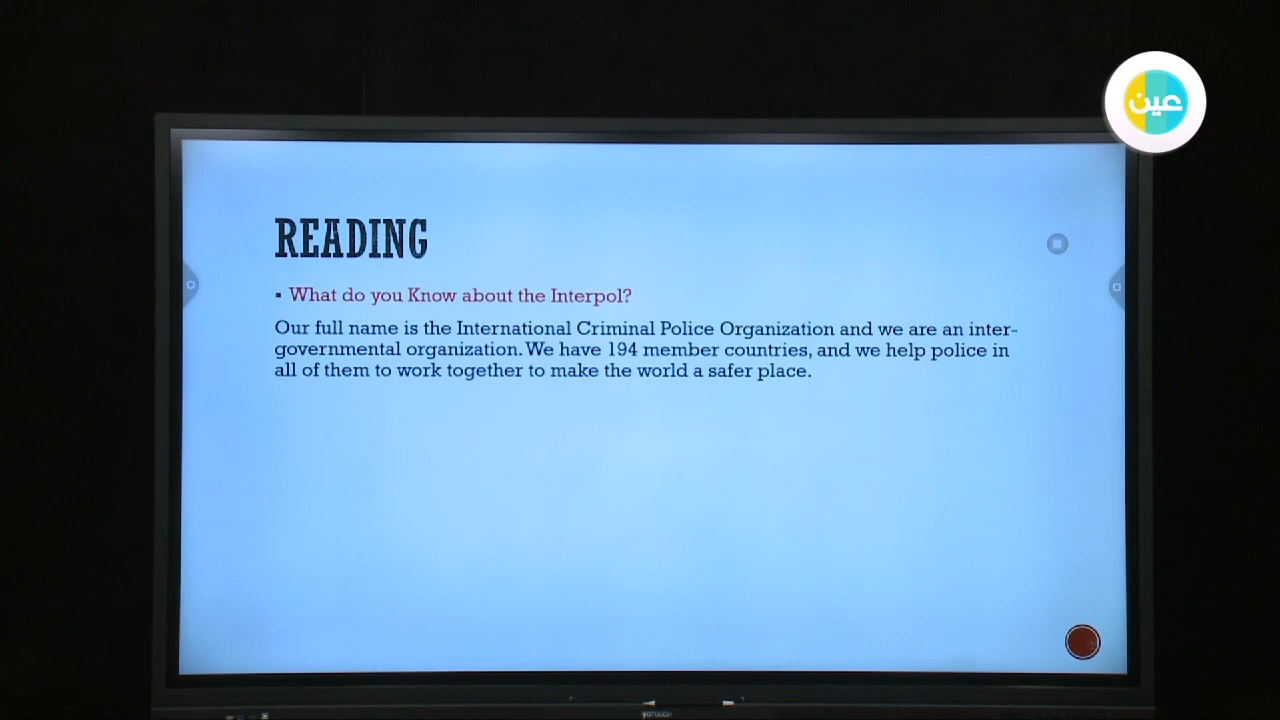 عين
READING
▪ What do you Know about the Interpol?
Our full name is the International Criminal Police Organization and we are an inter-
governmental organization. We have 194 member countries, and we help police in
all of them to work together to make the world a safer place.